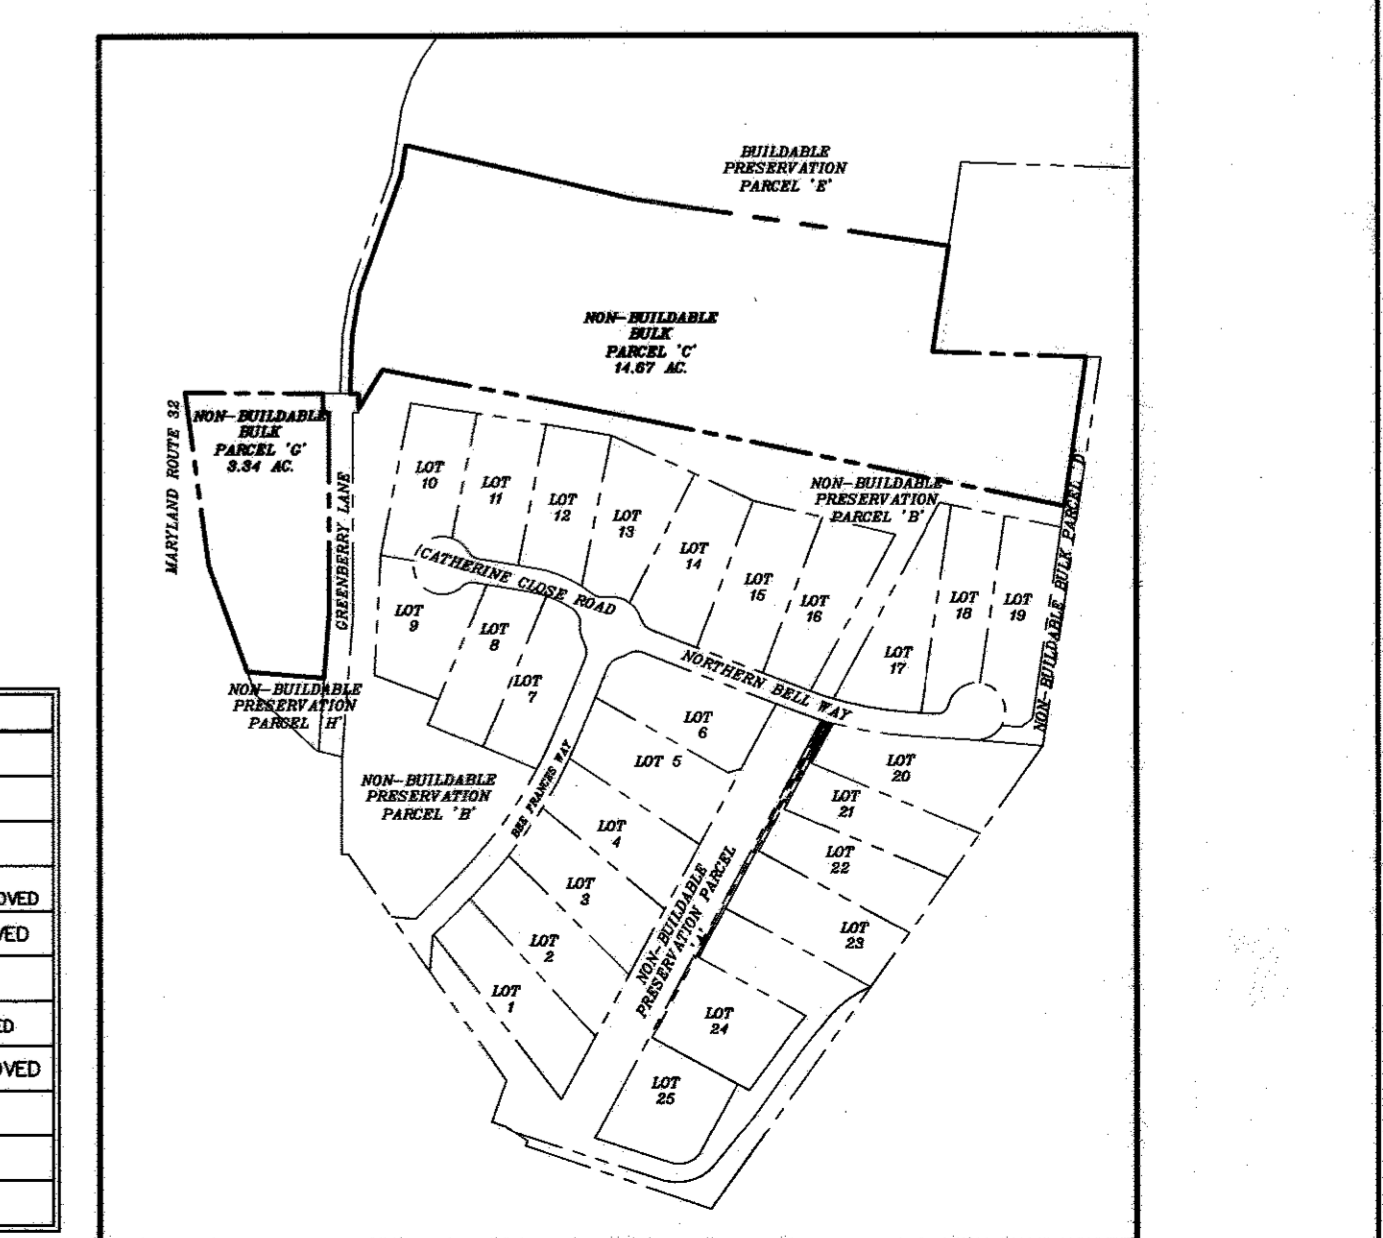 BUILDABLE
PRESERVATION
PARCEL 'E'
NON-BUILDABLE
BULK
PARCEL 'C'
14.67 AC.
MARYLAND ROUTE 32
NON-BUILDABLE
BULK
PARCEL 'G'
3.34 AC.
GREENBERRY LANE
LOT
10
LOT
11
LOT
12
LOT
13
LOT
14
LOT
15
LOT
16
NON-BUILDABLE
PRESERVATION
PARCEL 'B'
NON-BUILDABLE BULK PARCEL 'D'
CATHERINE CLOSE ROAD
LOT
9
LOT
8
LOT
7
LOT
17
LOT
18
LOT
19
NORTHERN BELL WAY
NON-BUILDABLE
PRESERVATION
PARCEL 'H'
LOT
6
LOT 5
LOT
4
LOT
3
LOT
2
LOT
1
NON-BUILDABLE
PRESERVATION
PARCEL 'B'
BEE FRANCES WAY
NON-BUILDABLE
PRESERVATION PARCEL
'A'
LOT
20
LOT
21
LOT
22
LOT
23
LOT
24
LOT
25
OVED
VED
ED
OVED